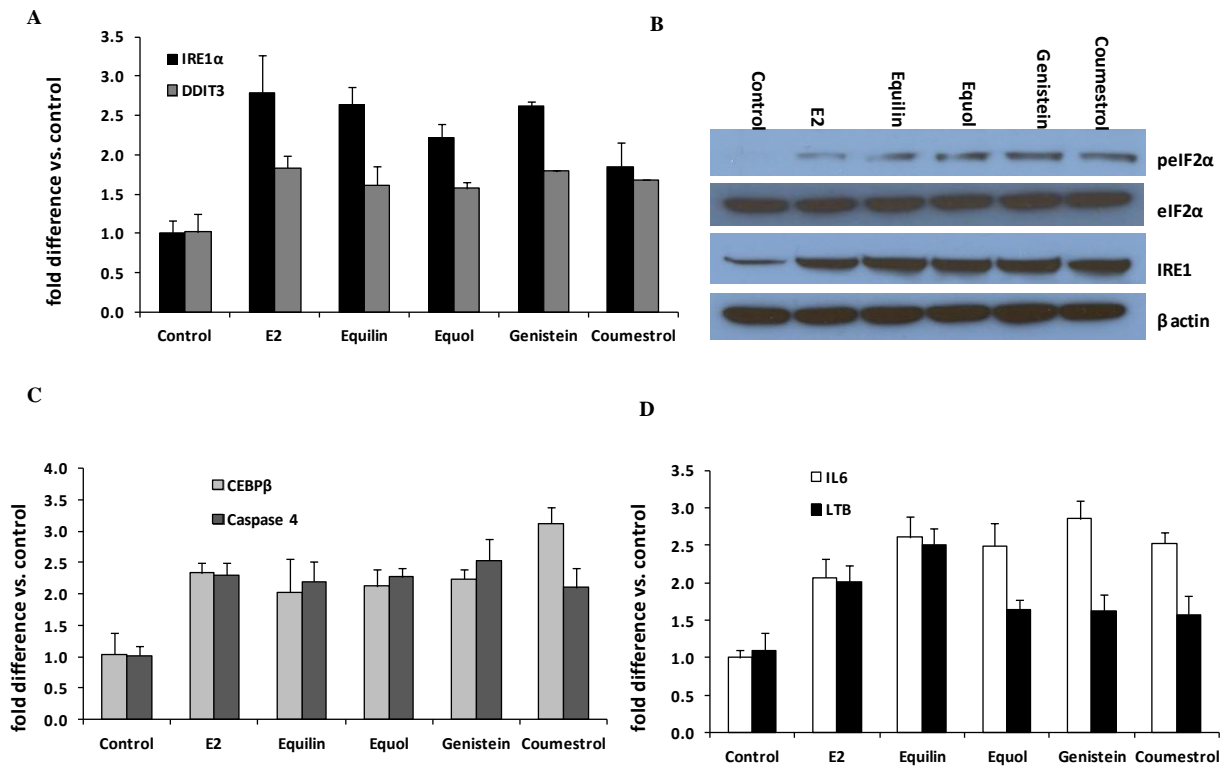 A
3.5
3.0
2.5
2.0
1.5
1.0
0.5
0.0
fold difference vs. control
IRE1α
DDIT3
Control E2 Equilin Equol Genistein Coumestrol
B
Control E2 Equilin Equol Genistein Coumestrol
peIF2α
eIF2α
IRE1
β actin
C
4.0
3.5
3.0
2.5
2.0
1.5
1.0
0.5
0.0
fold difference vs. control
CEBPβ
Caspase 4
Control E2 Equilin Equol Genistein Coumestrol
D
3.5
3.0
2.5
2.0
1.5
1.0
0.5
0.0
fold difference vs. control
IL6
LTB
Control E2 Equilin Equol Genistein Coumestrol